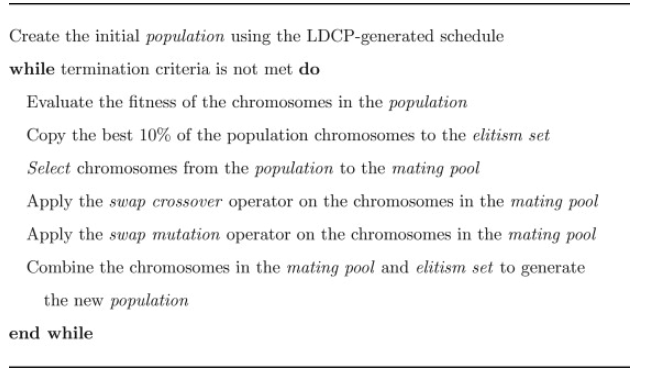 Create the initial population using the LDCP-generated schedule
while termination criteria is not met do
Evaluate the fitness of the chromosomes in the population
Copy the best 10% of the population chromosomes to the elitism set
Select chromosomes from the population to the mating pool
Apply the swap crossover operator on the chromosomes in the mating pool
Apply the swap mutation operator on the chromosomes in the mating pool
Combine the chromosomes in the mating pool and elitism set to generate
the new population
end while